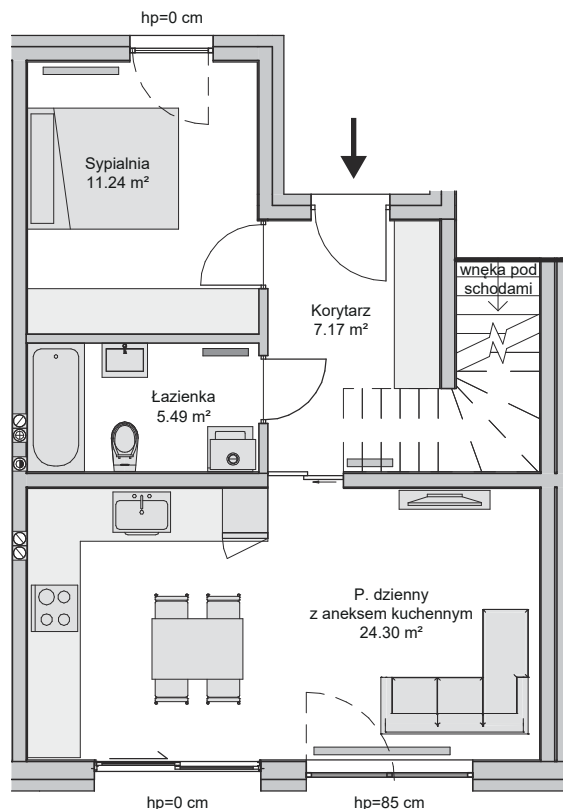 hp=0 cm
Sypialnia
11.24 m²
wnęka pod
schodami
Korytarz
7.17 m²
Łazienka
5.49 m²
P. dzienny
z aneksem kuchennym
24.30 m²
hp=0 cm
hp=85 cm